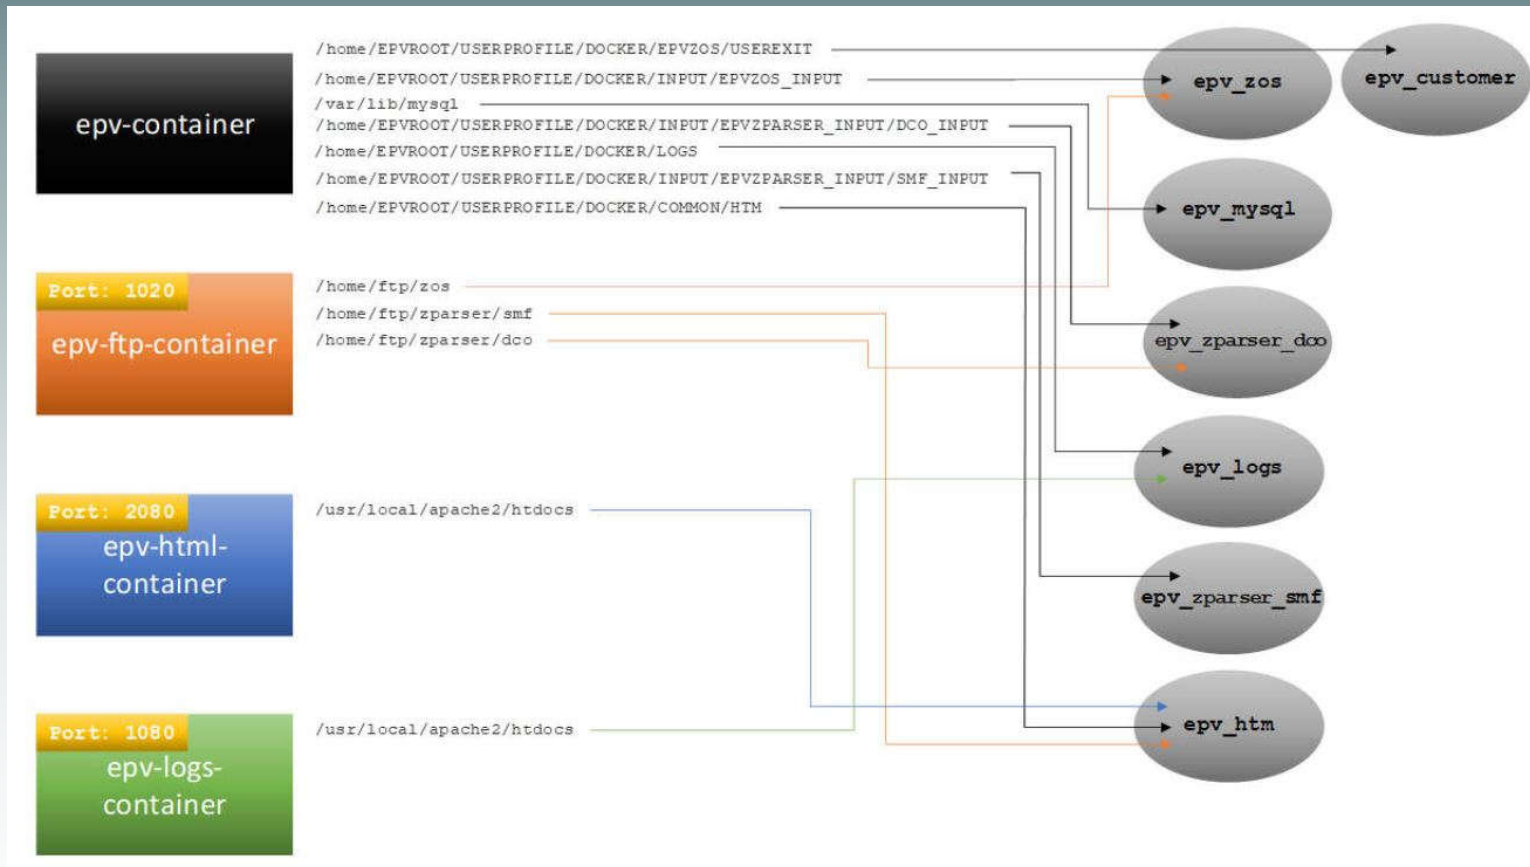 epv-container
/home/EPVROOT/USERPROFILE/DOCKER/EPVZOS/USEREXIT
/home/EPVROOT/USERPROFILE/DOCKER/INPUT/EPVZOS_INPUT
/var/lib/mysql
/home/EPVROOT/USERPROFILE/DOCKER/INPUT/EPVZPARSER_INPUT/DCO_INPUT
/home/EPVROOT/USERPROFILE/DOCKER/LOGS
/home/EPVROOT/USERPROFILE/DOCKER/INPUT/EPVZPARSER_INPUT/SMF_INPUT
/home/EPVROOT/USERPROFILE/DOCKER/COMMON/HTM
Port: 1020
epv-ftp-container
/home/ftp/zos
/home/ftp/zparser/smf
/home/ftp/zparser/dco
Port: 2080
epv-html-
container
/usr/local/apache2/htdocs
Port: 1080
epv-logs-
container
/usr/local/apache2/htdocs
epv_zos
epv_customer
epv_mysql
epv_zparser_dco
epv_logs
epv_zparser_smf
epv_htm